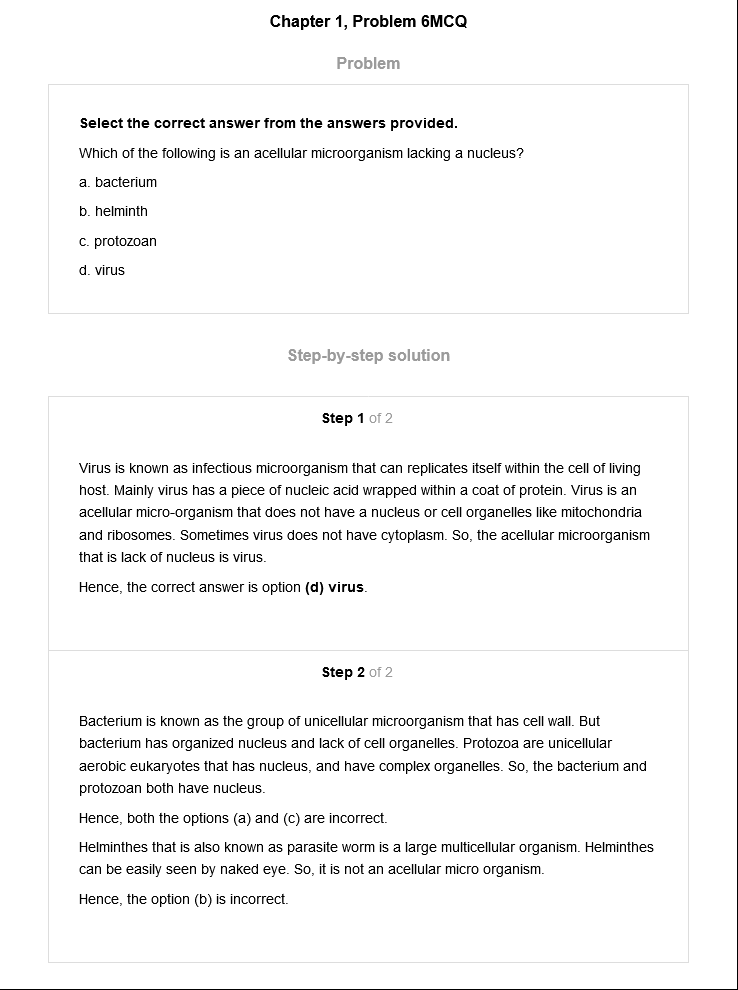 Chapter 1, Problem 6MCQ
Problem
Select the correct answer from the answers provided.
Which of the following is an acellular microorganism lacking a nucleus?
a. bacterium
b. helminth
c. protozoan
d. virus
Step-by-step solution
Step 1 of 2
Virus is known as infectious microorganism that can replicates itself within the cell of living
host. Mainly virus has a piece of nucleic acid wrapped within a coat of protein. Virus is an
acellular micro-organism that does not have a nucleus or cell organelles like mitochondria
and ribosomes. Sometimes virus does not have cytoplasm. So, the acellular microorganism
that is lack of nucleus is virus.
Hence, the correct answer is option (d) virus.
Step 2 of 2
Bacterium is known as the group of unicellular microorganism that has cell wall. But
bacterium has organized nucleus and lack of cell organelles. Protozoa are unicellular
aerobic eukaryotes that has nucleus, and have complex organelles. So, the bacterium and
protozoan both have nucleus.
Hence, both the options (a) and (c) are incorrect.
Helminthes that is also known as parasite worm is a large multicellular organism. Helminthes
can be easily seen by naked eye. So, it is not an acellular micro organism.
Hence, the option (b) is incorrect.